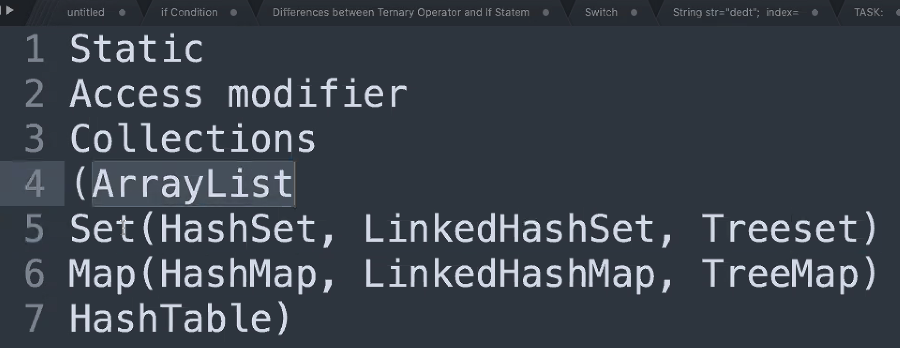 untitled if Condition Differences between Ternary Operator and If Statem Switch String str="dedt"; index= TASK:
1 Static
2 Access modifier
3 Collections
4 (ArrayList
5 Set(HashSet, LinkedHashSet, Treeset)
6 Map(HashMap, LinkedHashMap, TreeMap)
7 HashTable)